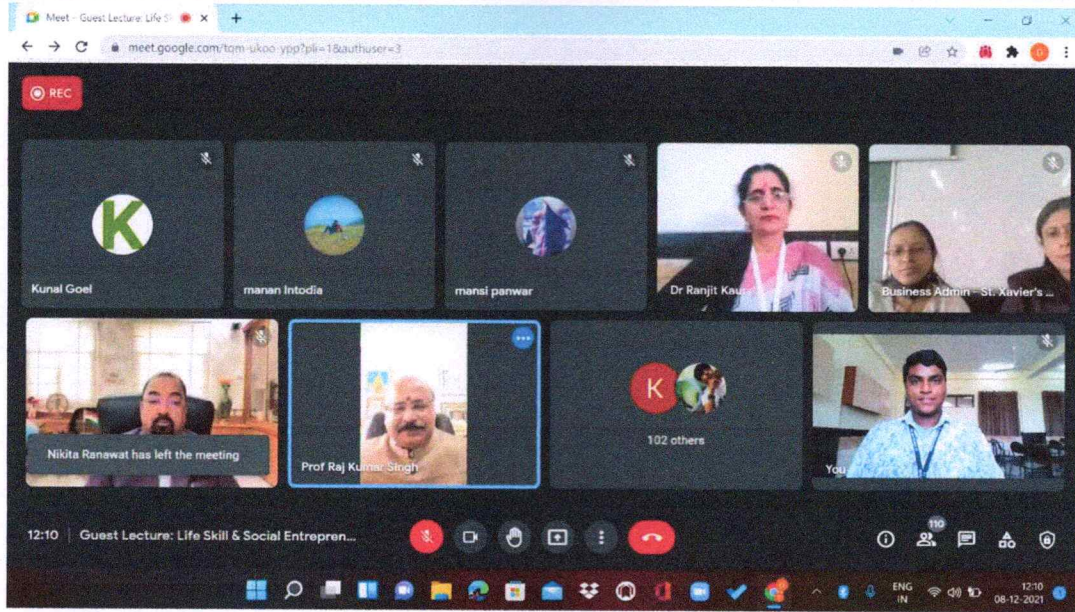 Meet - Guest Lecture: Life S
meet.google.com/tqm-ukoo-ypp?pli=1&authuser=3
REC
K
Kunal Goel
manan Intodia
mansi panwar
Dr Ranjit Kaur
Business Admin - St. Xavier's ...
Nikita Ranawat has left the meeting
Prof Raj Kumar Singh
K
102 others
You
12:10 | Guest Lecture: Life Skill & Social Entrepren...
110
ENG
IN
12:10
08-12-2021